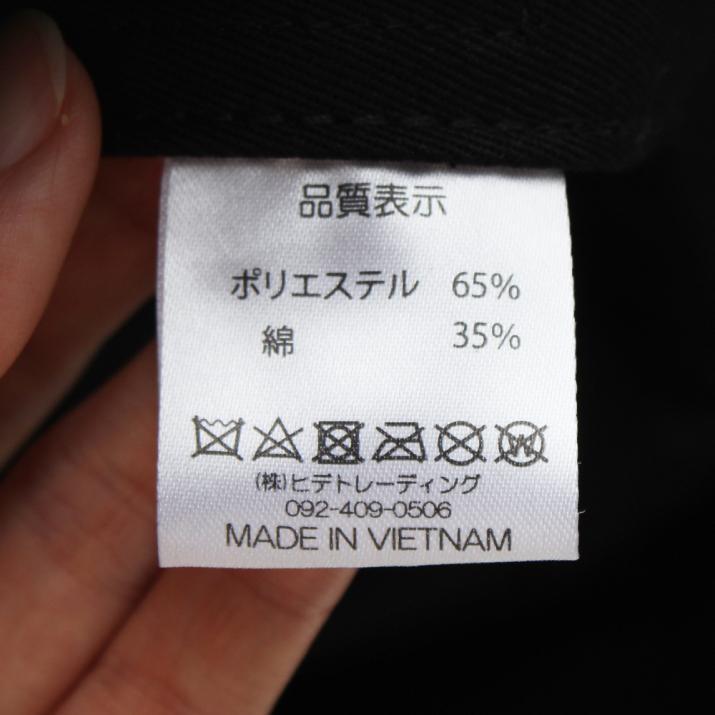 品質表示
ポリエステル 65%
綿 35%
W
(株)ヒデトレーディング
092-409-0506
MADE IN VIETNAM